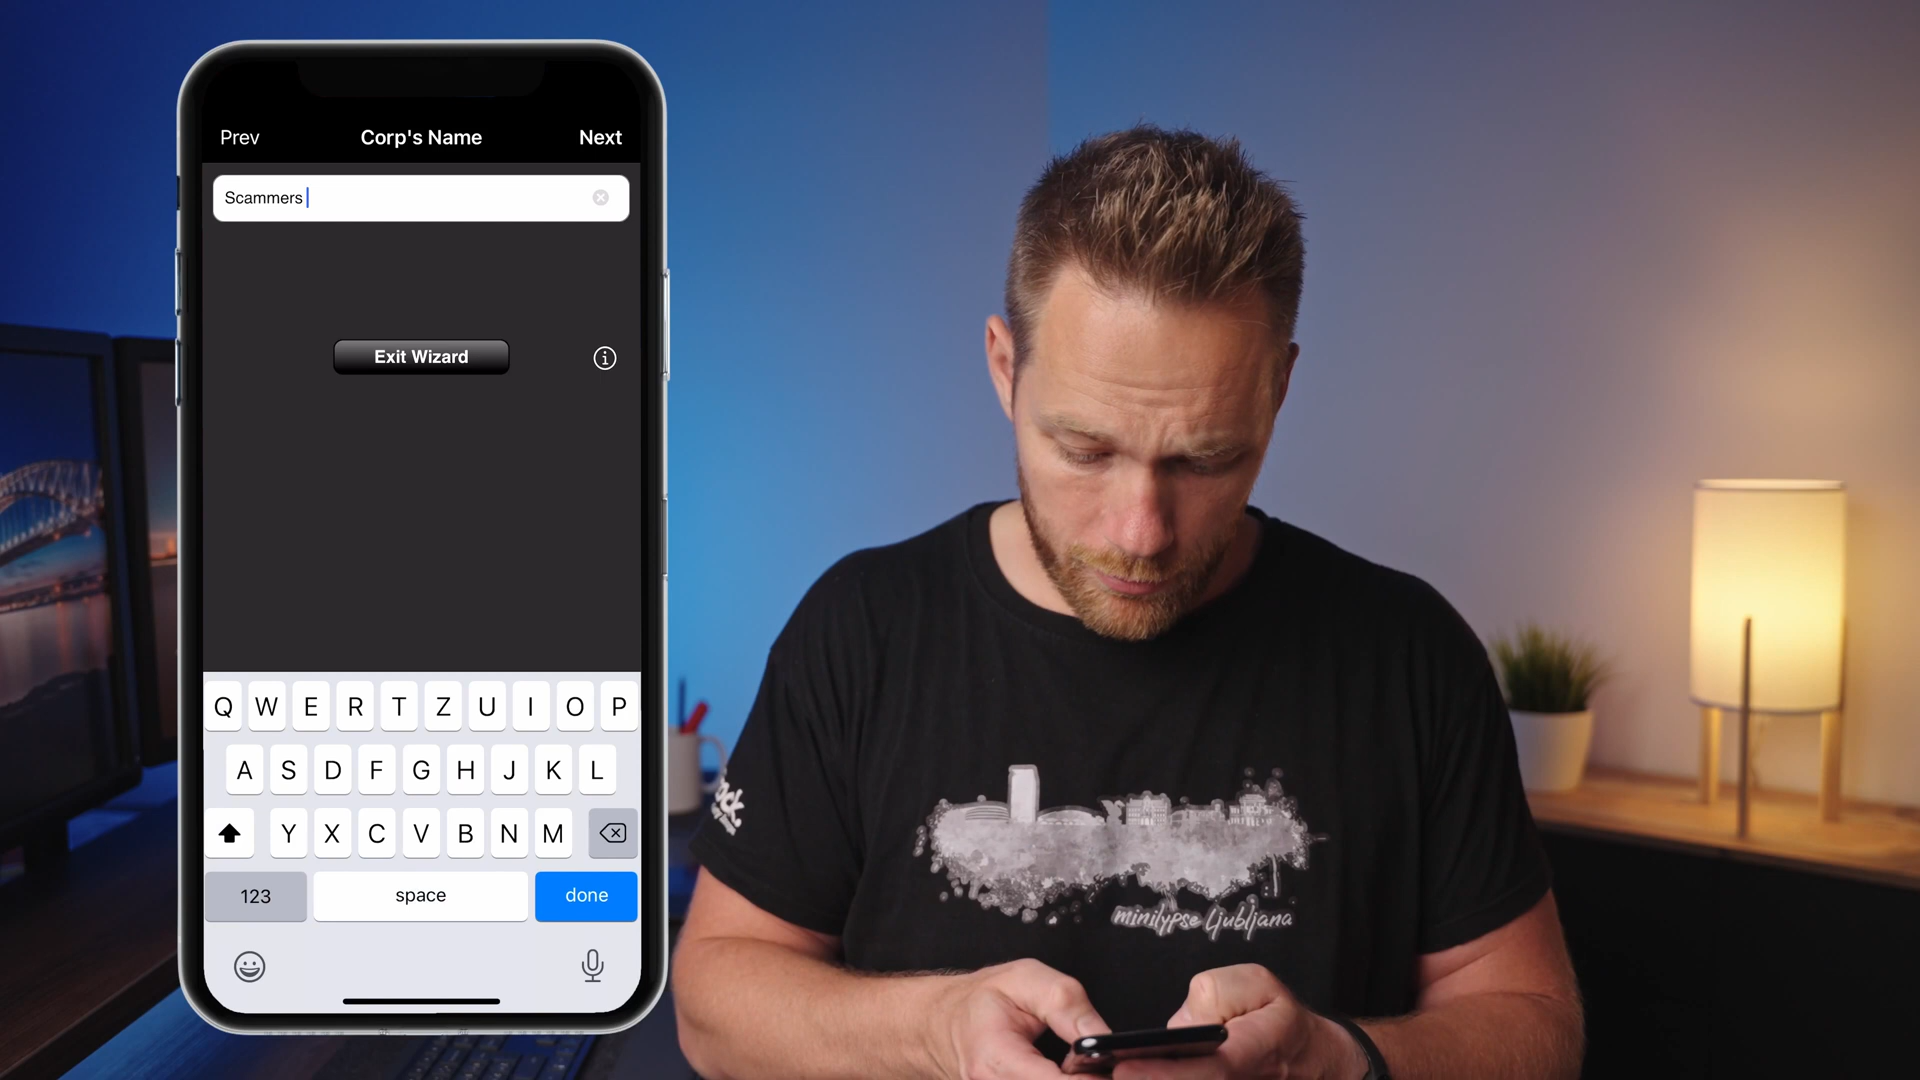 Prev Corp's Name Next
Scammers
Exit Wizard
Q W E R T Z U I O P
A S D F G H J K L
Y X C V B N M
123 space done
minilypse Ljubljana